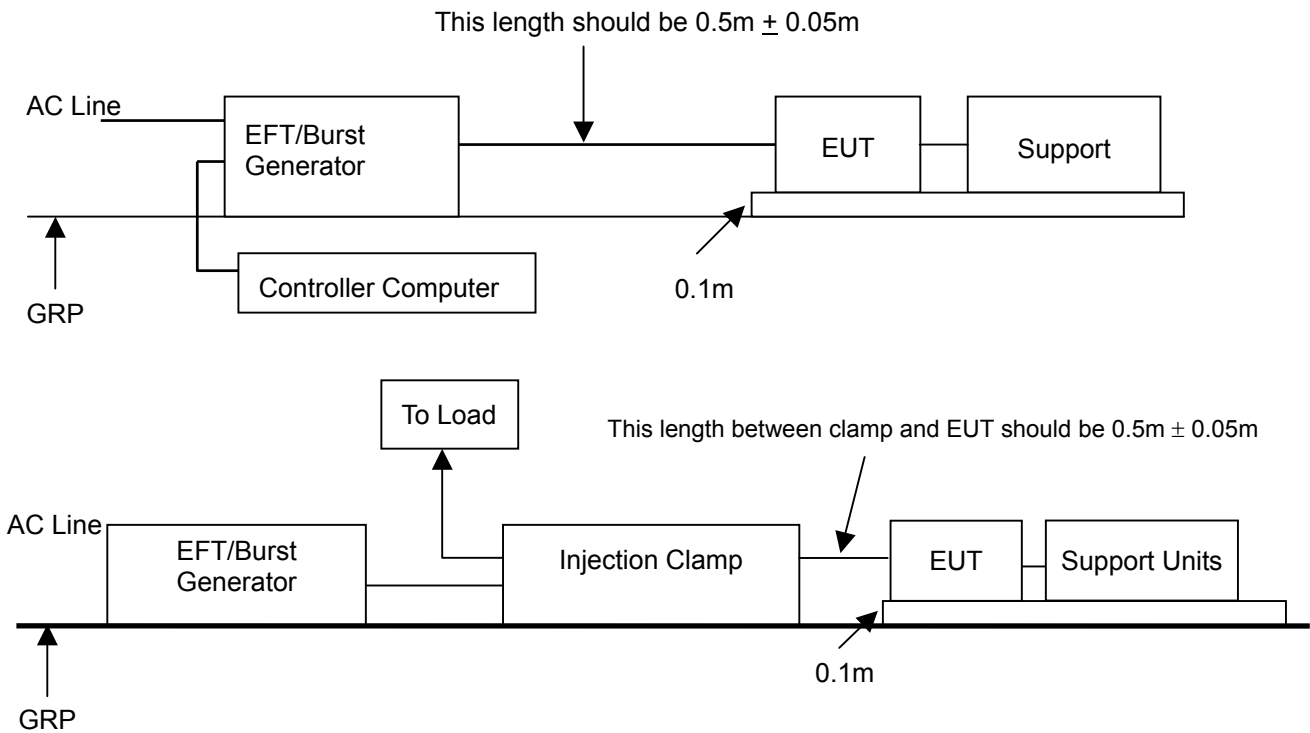 This length should be 0.5m ± 0.05m
AC Line
EFT/Burst
Generator
EUT
Support
Controller Computer
0.1m
GRP
To Load
This length between clamp and EUT should be 0.5m ± 0.05m
AC Line
EFT/Burst
Generator
Injection Clamp
EUT
Support Units
0.1m
GRP